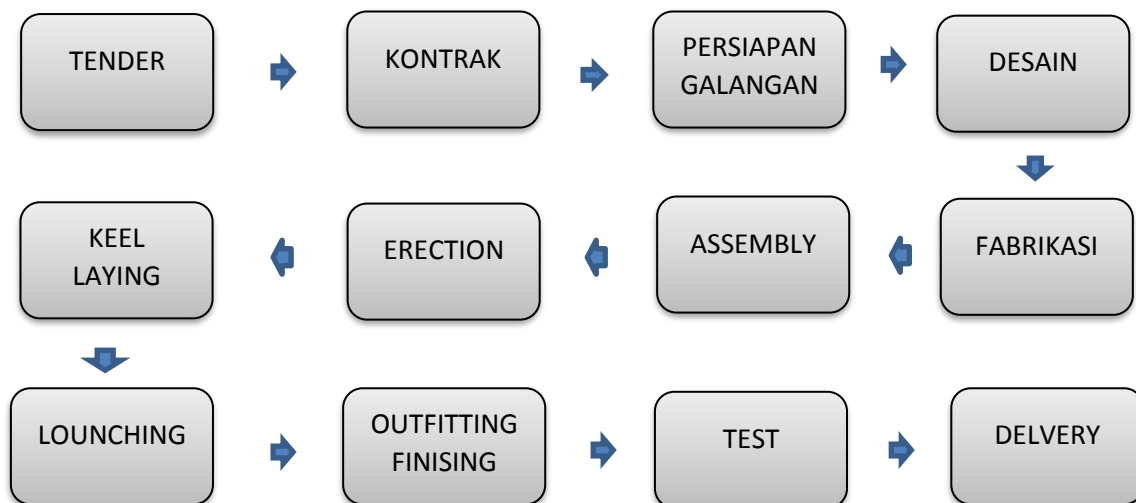 TENDER
KONTRAK
PERSIAPAN
GALANGAN
DESAIN
KEEL
LAYING
ERECTION
ASSEMBLY
FABRIKASI
LOUNCHING
OUTFITTING
FINISING
TEST
DELVERY